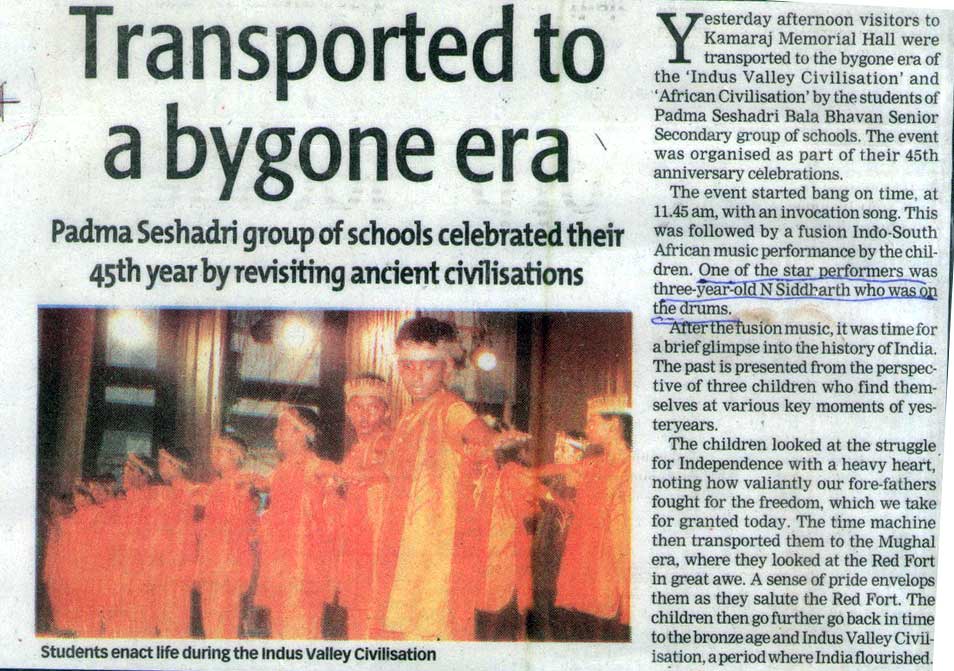 Transported to
a bygone era
Padma Seshadri group of schools celebrated their
45th year by revisiting ancient civilisations
Students enact life during the Indus Valley Civilisation
Yesterday afternoon visitors to
Kamaraj Memorial Hall were
transported to the bygone era of
the ‘Indus Valley Civilisation’ and
‘African Civilisation’ by the students of
Padma Seshadri Bala Bhavan Senior
Secondary group of schools. The event
was organised as part of their 45th
anniversary celebrations.
The event started bang on time, at
11.45 am, with an invocation song. This
was followed by a fusion Indo-South
African music performance by the chil-
dren. One of the star performers was
three-year-old N Siddharth who was on
the drums.
After the fusion music, it was time for
a brief glimpse into the history of India.
The past is presented from the perspec-
tive of three children who find them-
selves at various key moments of yes-
teryears.
The children looked at the struggle
for Independence with a heavy heart,
noting how valiantly our fore-fathers
fought for the freedom, which we take
for granted today. The time machine
then transported them to the Mughal
era, where they looked at the Red Fort
in great awe. A sense of pride envelops
them as they salute the Red Fort. The
children then go further go back in time
to the bronze age and Indus Valley Civil-
isation, a period where India flourished.